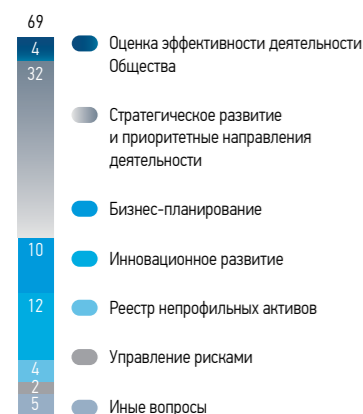 69
4
32
10
12
4
2
5
Оценка эффективности деятельности
Общества
Стратегическое развитие
и приоритетные направления
деятельности
Бизнес-планирование
Инновационное развитие
Реестр непрофильных активов
Управление рисками
Иные вопросы